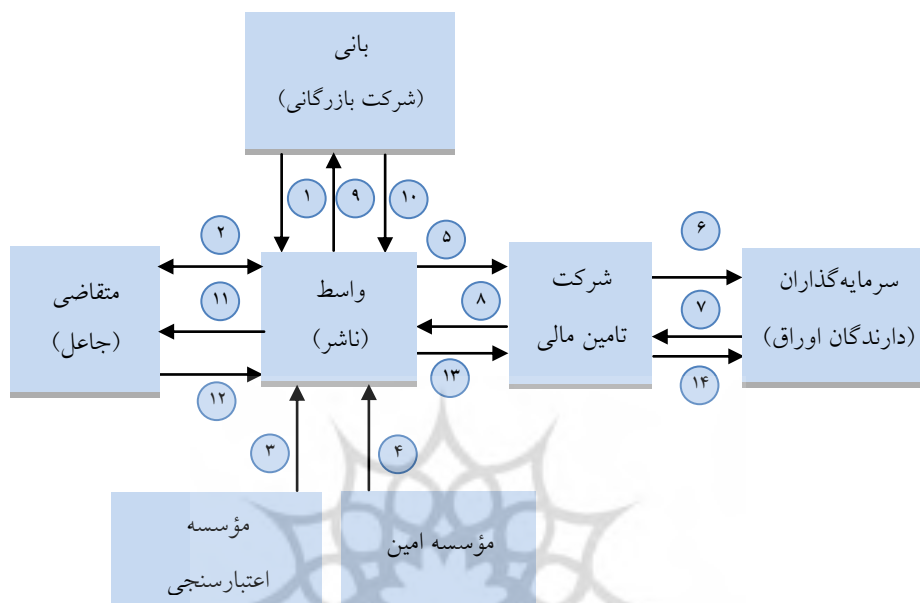 بانی
(شرکت بازرگانی)
۱
۹
۱۰
۲
۵
۶
متقاضی
(جاعل)
۱۱
واسط
(ناشر)
۸
شرکت
تامین مالی
۷
سرمایه‌گذاران
(دارندگان اوراق)
۱۲
۱۳
۱۴
۳
۴
مؤسسه
اعتبارسنجی
مؤسسه امین